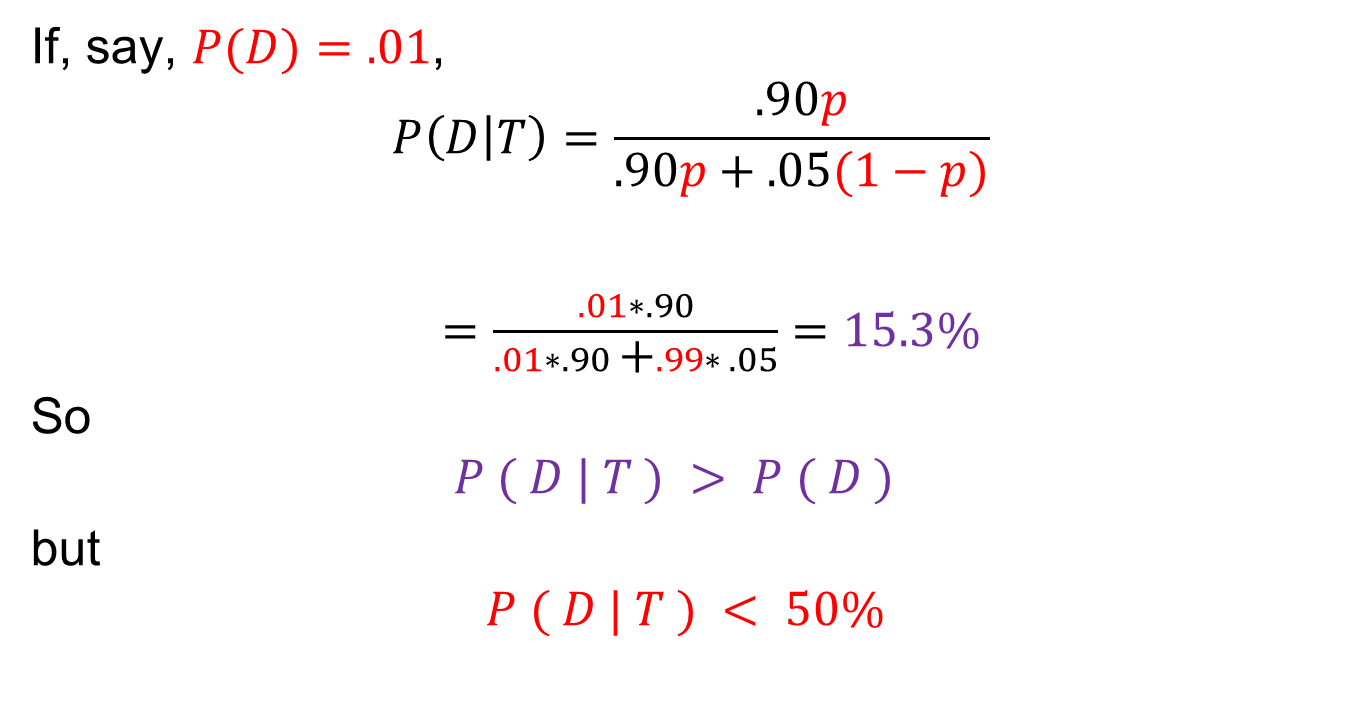 If, say, P(D) = .01,
P(D|T) = .90p / .90p + .05(1 − p)
= .01*.90 / .01*.90 + .99* .05 = 15.3%
So
P ( D | T ) > P ( D )
but
P ( D | T ) < 50%